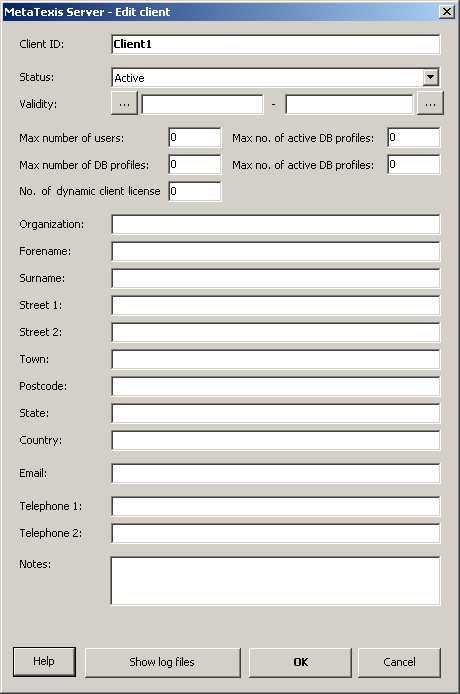 MetaTexis Server - Edit client
Client ID: Client1
Status: Active
Validity: ... - ...
Max number of users: 0 Max no. of active DB profiles: 0
Max number of DB profiles: 0 Max no. of active DB profiles: 0
No. of dynamic client license 0
Organization:
Forename:
Surname:
Street 1:
Street 2:
Town:
Postcode:
State:
Country:
Email:
Telephone 1:
Telephone 2:
Notes:
Help Show log files OK Cancel